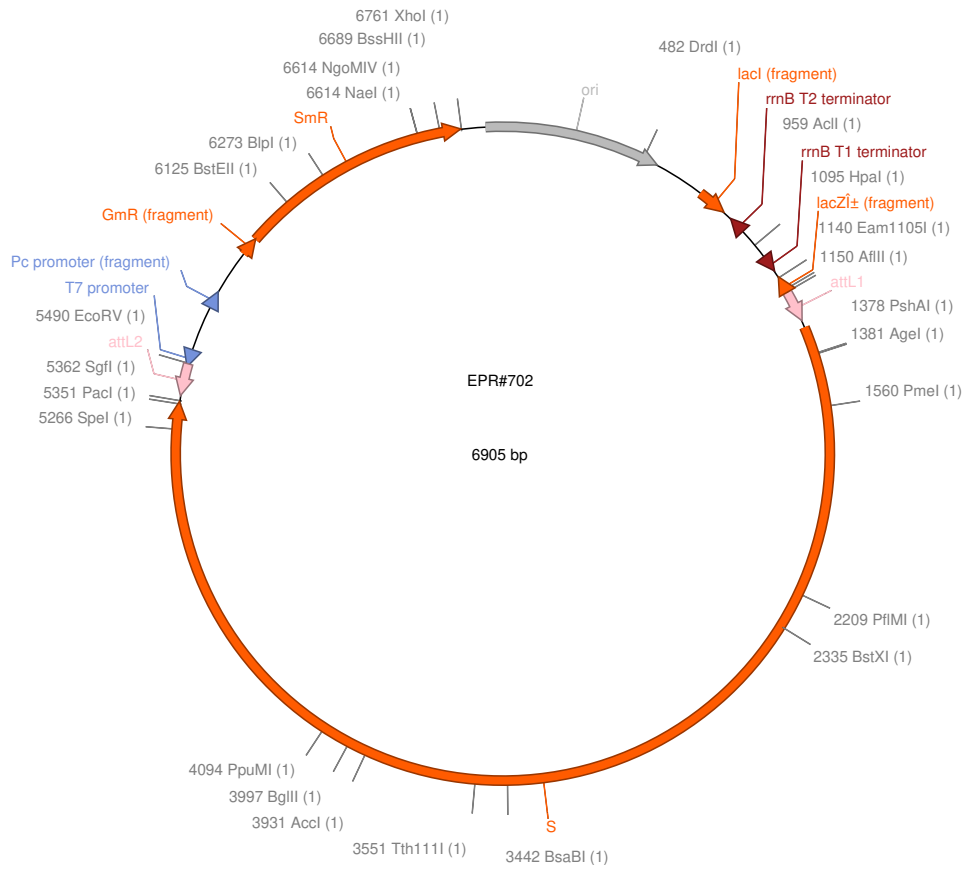 6761 XhoI (1)
6689 BssHII (1)
6614 NgoMIV (1)
6614 NaeI (1)
SmR
6273 BlpI (1)
6125 BstEII (1)
GmR (fragment)
Pc promoter (fragment)
T7 promoter
5490 EcoRV (1)
attL2
5362 SgfI (1)
5351 PacI (1)
5266 SpeI (1)
ori
482 DrdI (1)
lacI (fragment)
rrnB T2 terminator
959 AclI (1)
rrnB T1 terminator
1095 HpaI (1)
lacZÎ± (fragment)
1140 Eam1105I (1)
1150 AflII (1)
attL1
1378 PshAI (1)
1381 AgeI (1)
1560 PmeI (1)
EPR#702
6905 bp
2209 PflMI (1)
2335 BstXI (1)
4094 PpuMI (1)
3997 BglII (1)
3931 AccI (1)
3551 Tth111I (1)
S
3442 BsaBI (1)